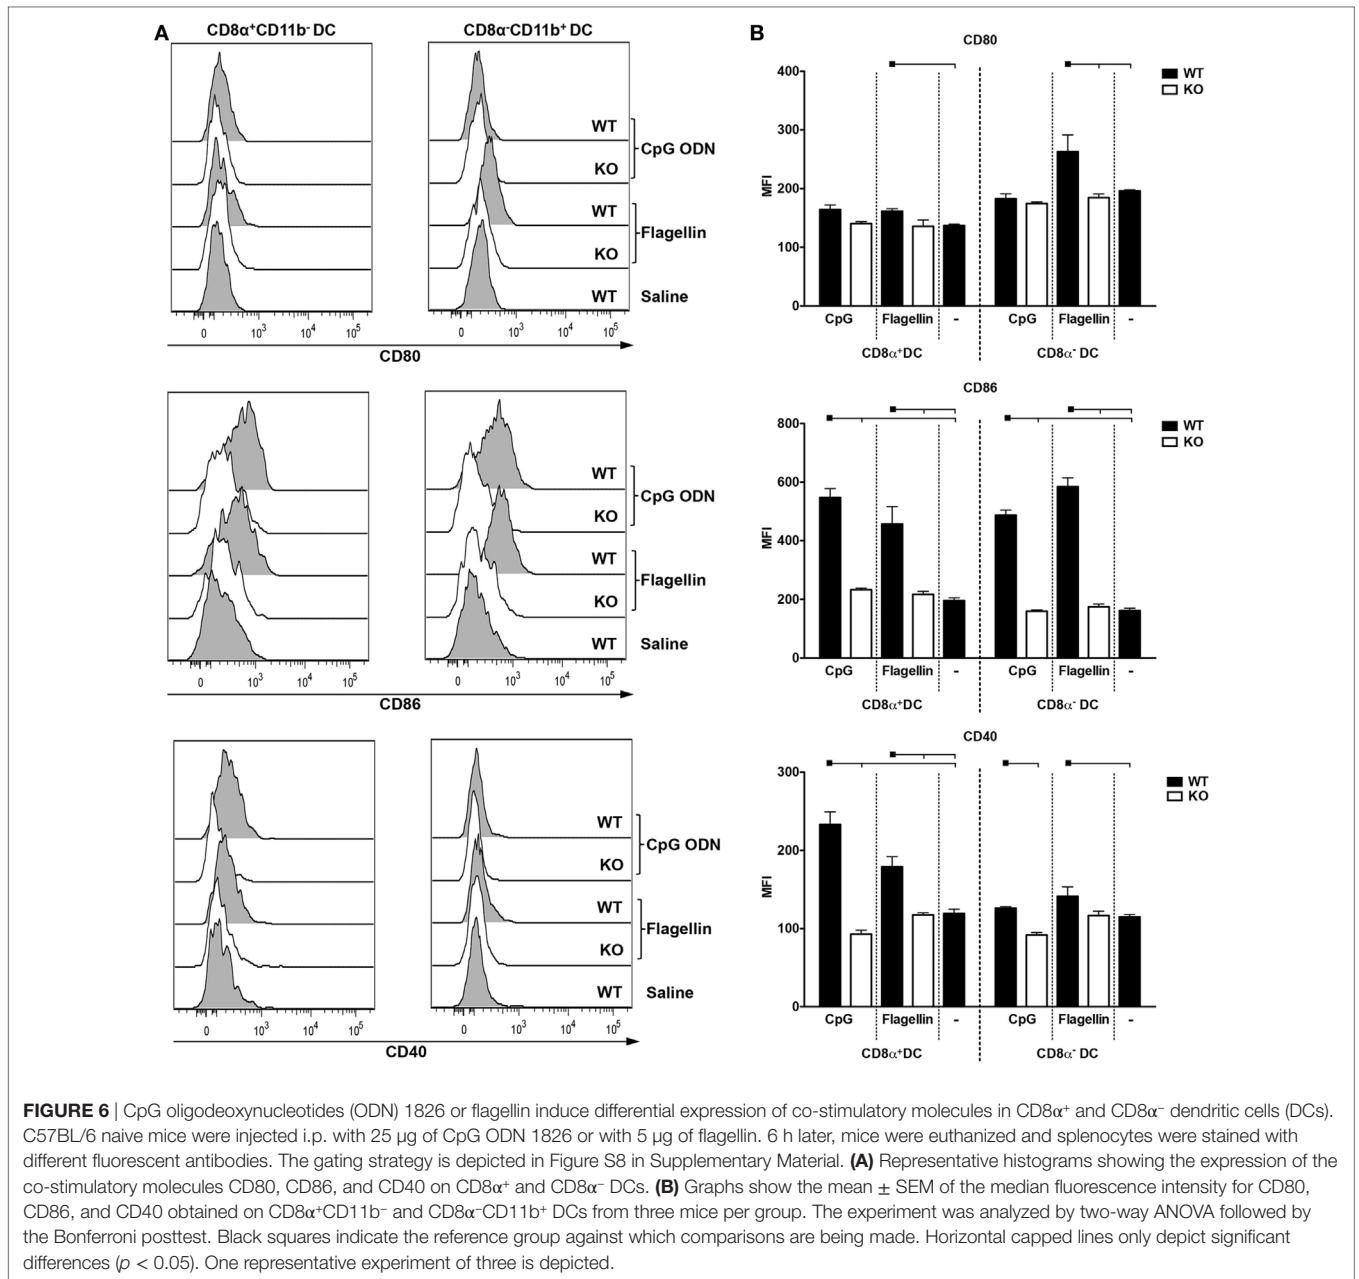 A
CD8α⁺CD11b⁻ DC
CD8α⁻CD11b⁺ DC
WT
KO
CpG ODN
WT
KO
Flagellin
WT
Saline
0 10³ 10⁴ 10⁵
0 10³ 10⁴ 10⁵
CD80
WT
KO
CpG ODN
WT
KO
Flagellin
WT
Saline
0 10³ 10⁴ 10⁵
0 10³ 10⁴ 10⁵
CD86
WT
KO
CpG ODN
WT
KO
Flagellin
WT
Saline
0 10³ 10⁴ 10⁵
0 10³ 10⁴ 10⁵
CD40
B
CD80
WT
KO
MFI
400
300
200
100
0
CpG Flagellin - CpG Flagellin -
CD8α⁺DC CD8α⁻ DC
CD86
WT
KO
MFI
800
600
400
200
0
CpG Flagellin - CpG Flagellin -
CD8α⁺DC CD8α⁻ DC
CD40
WT
KO
MFI
300
200
100
0
CpG Flagellin - CpG Flagellin -
CD8α⁺DC CD8α⁻ DC
FIGURE 6 | CpG oligodeoxynucleotides (ODN) 1826 or flagellin induce differential expression of co-stimulatory molecules in CD8α⁺ and CD8α⁻ dendritic cells (DCs).
C57BL/6 naive mice were injected i.p. with 25 µg of CpG ODN 1826 or with 5 µg of flagellin. 6 h later, mice were euthanized and splenocytes were stained with
different fluorescent antibodies. The gating strategy is depicted in Figure S8 in Supplementary Material. (A) Representative histograms showing the expression of the
co-stimulatory molecules CD80, CD86, and CD40 on CD8α⁺ and CD8α⁻ DCs. (B) Graphs show the mean ± SEM of the median fluorescence intensity for CD80,
CD86, and CD40 obtained on CD8α⁺CD11b⁻ and CD8α⁻CD11b⁺ DCs from three mice per group. The experiment was analyzed by two-way ANOVA followed by
the Bonferroni posttest. Black squares indicate the reference group against which comparisons are being made. Horizontal capped lines only depict significant
differences (p < 0.05). One representative experiment of three is depicted.